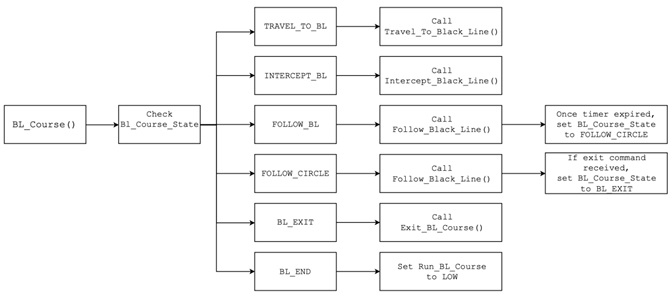 TRAVEL_TO_BL
Call
Travel_To_Black_Line()
INTERCEPT_BL
Call
Intercept_Black_Line()
BL_Course()
Check
Bl_Course_State
FOLLOW_BL
Call
Follow_Black_Line()
Once timer expired,
set BL_Course_State
to FOLLOW_CIRCLE
FOLLOW_CIRCLE
Call
Follow_Black_Line()
If exit command
received,
set BL_Course_State
to BL_EXIT
BL_EXIT
Call
Exit_BL_Course()
BL_END
Set Run_BL_Course
to LOW